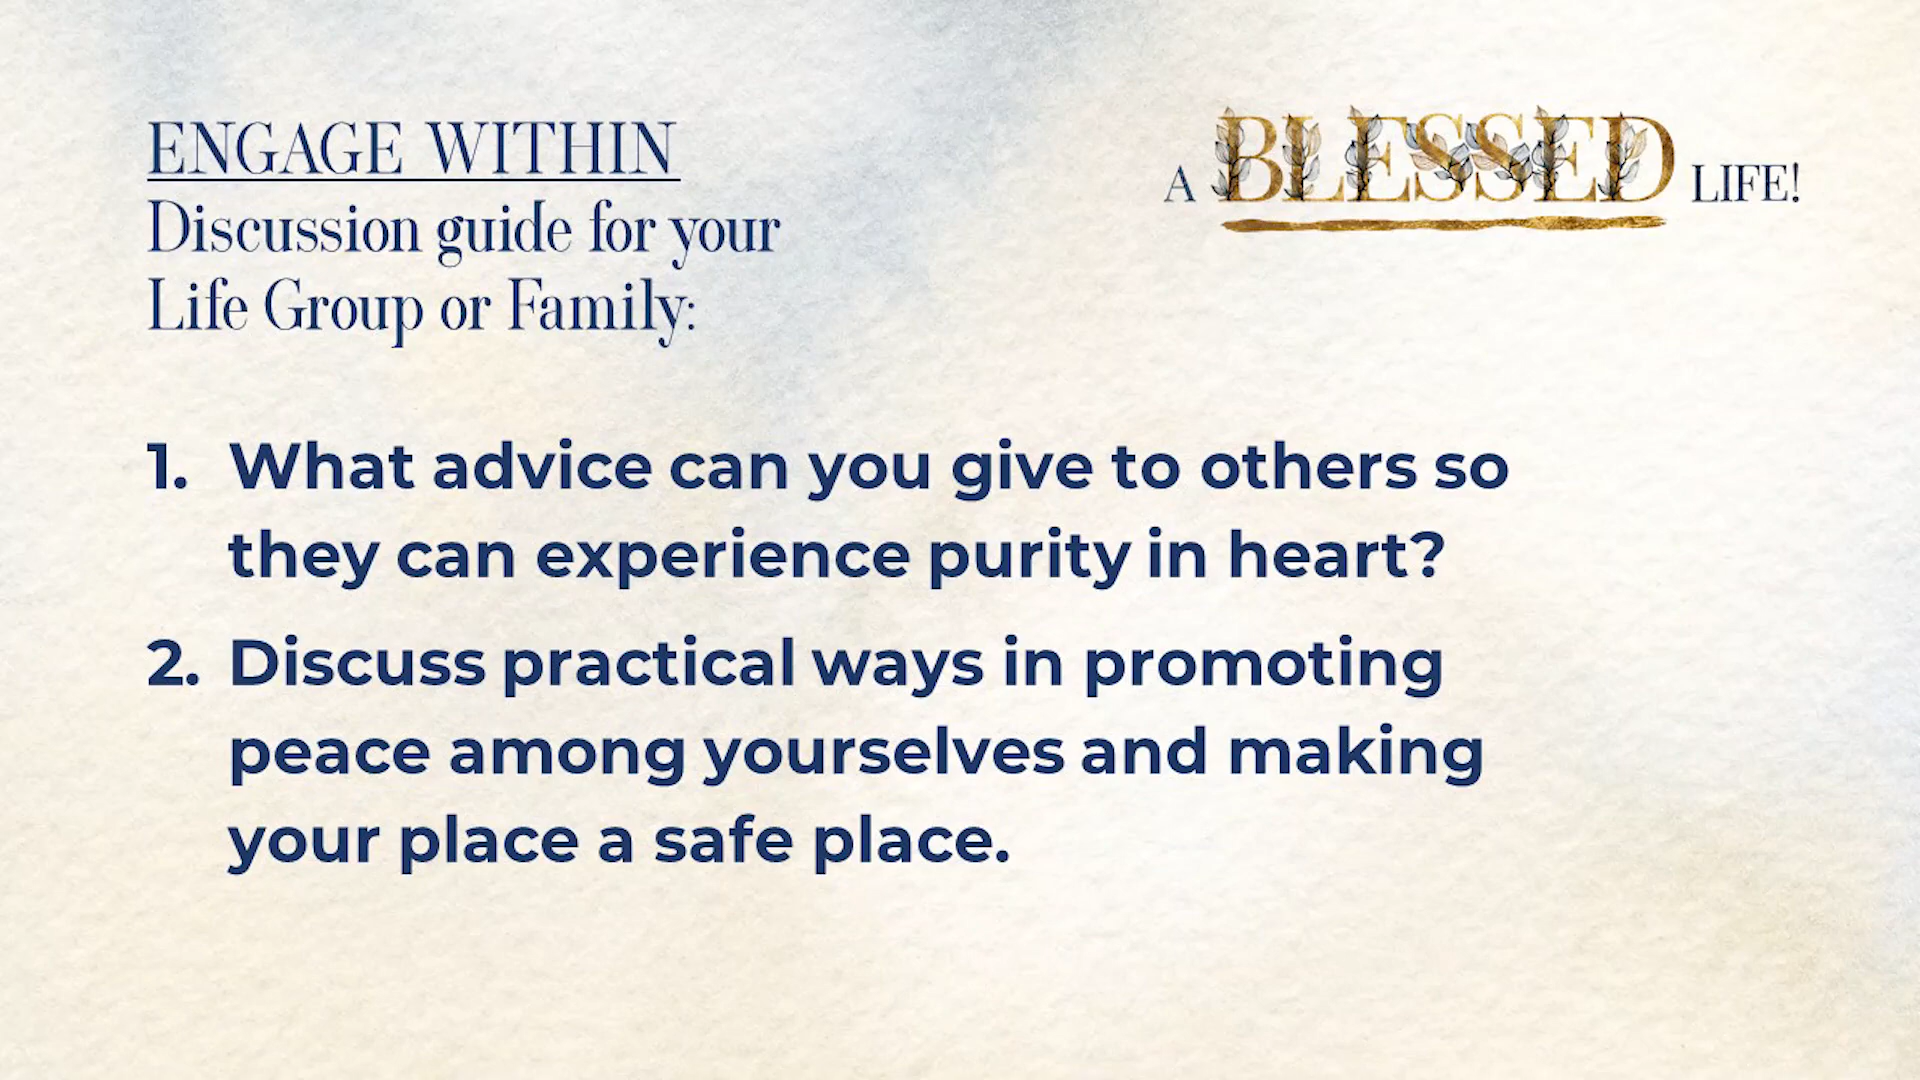 ENGAGE WITHIN
Discussion guide for your
Life Group or Family:
A BLESSED LIFE!
1. What advice can you give to others so
they can experience purity in heart?
2. Discuss practical ways in promoting
peace among yourselves and making
your place a safe place.